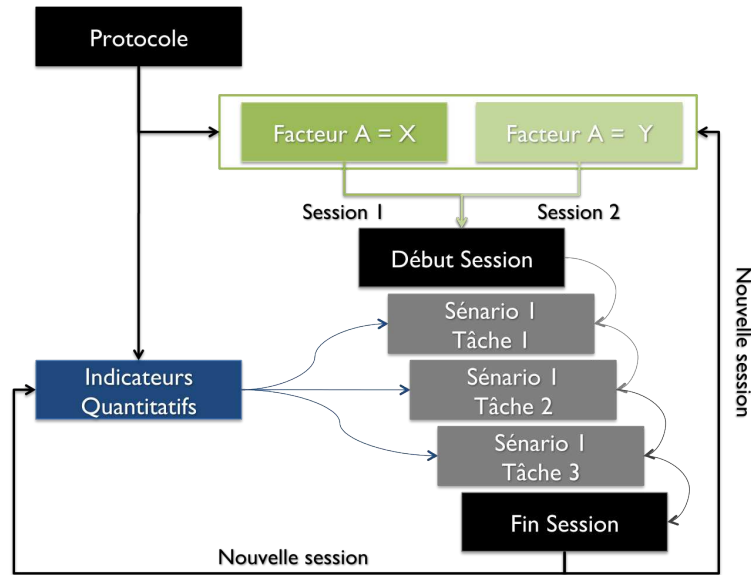 Protocole
Facteur A = X
Facteur A = Y
Session 1
Session 2
Début Session
Sénario 1
Tâche 1
Indicateurs
Quantitatifs
Sénario 1
Tâche 2
Sénario 1
Tâche 3
Fin Session
Nouvelle session
Nouvelle session